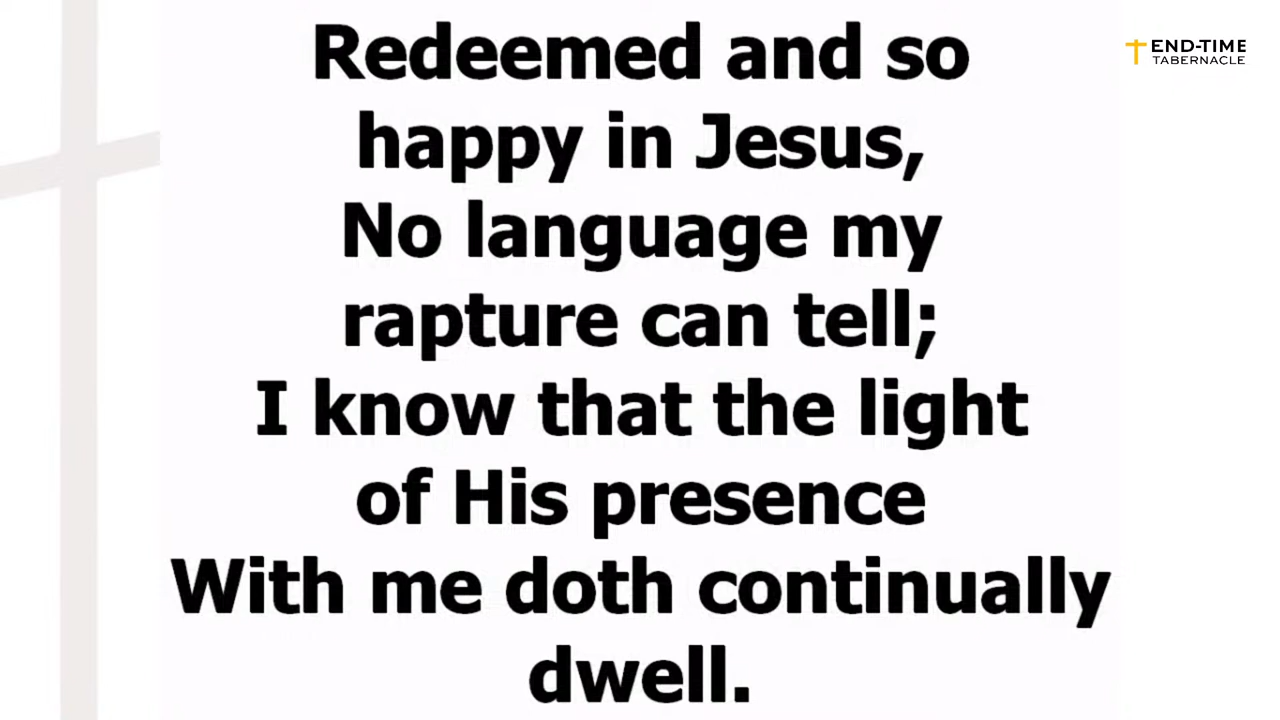 Redeemed and so
happy in Jesus,
No language my
rapture can tell;
I know that the light
of His presence
With me doth continually
dwell.
END-TIME
TABERNACLE